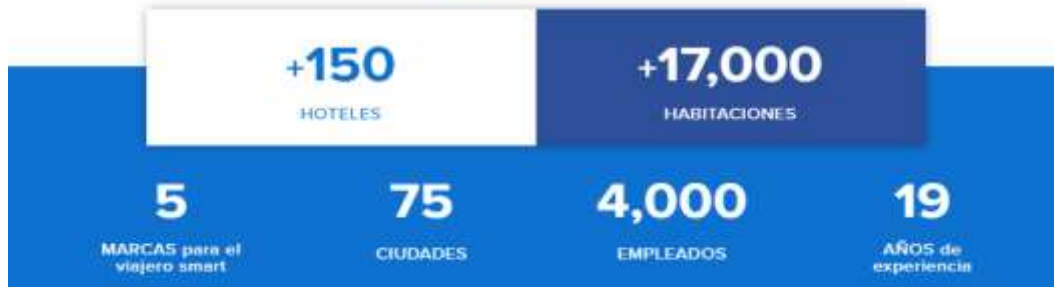 +150
HOTELES
+17,000
HABITACIONES
5
MARCAS para el
viajero smart
75
CIUDADES
4,000
EMPLEADOS
19
AÑOS de
experiencia